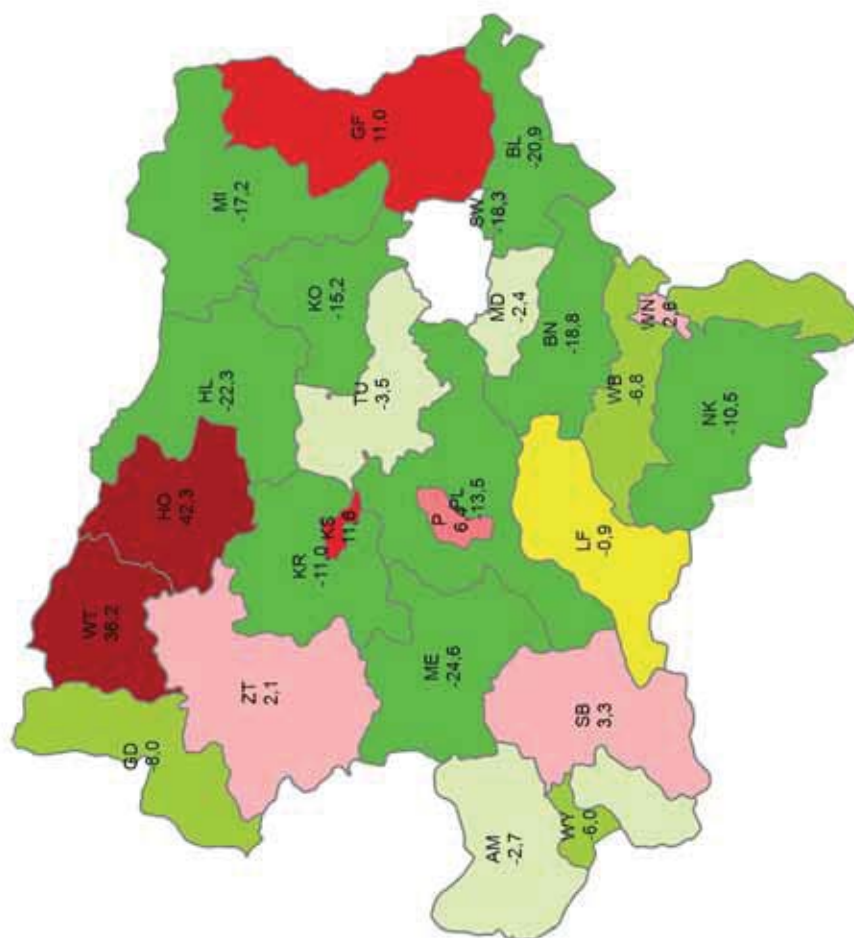 WT
36,2
GD
-8,0
HO
42,3
HL
-22,3
MI
-17,2
ZT
2,1
KR
-11,0
KO
-15,2
KS
11,8
GF
11,0
TU
-3,5
ME
-24,6
P
6,4
PL
-13,5
SW
-18,3
AM
-2,7
MD
-2,4
BL
-20,9
BN
-18,8
WY
-6,0
SB
3,3
LF
-0,9
WB
-6,8
WN
2,6
NK
-10,5